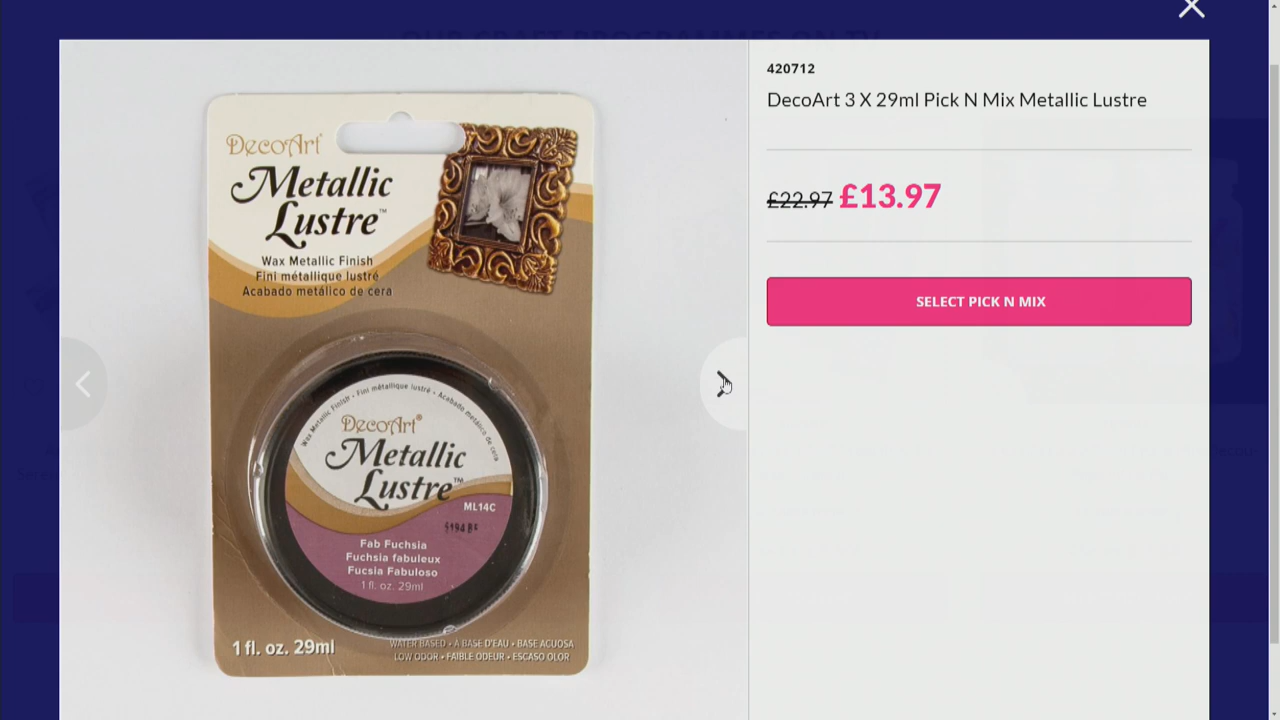 420712
DecoArt 3 X 29ml Pick N Mix Metallic Lustre
£22.97 £13.97
SELECT PICK N MIX
DecoArt
Metallic
Lustre™
Wax Metallic Finish
Fini métallique lustré
Acabado metálico de cera
Wax Metallic Finish • Fini métallique lustré • Acabado metálico de cera
DecoArt®
Metallic
Lustre™
ML14C
Fab Fuchsia
Fuchsia fabuleux
Fucsia Fabuloso
1 fl. oz. 29ml
1 fl. oz. 29ml
WATER BASED • À BASE D'EAU • BASE ACUOSA
LOW ODOR • FAIBLE ODEUR • ESCASO OLOR